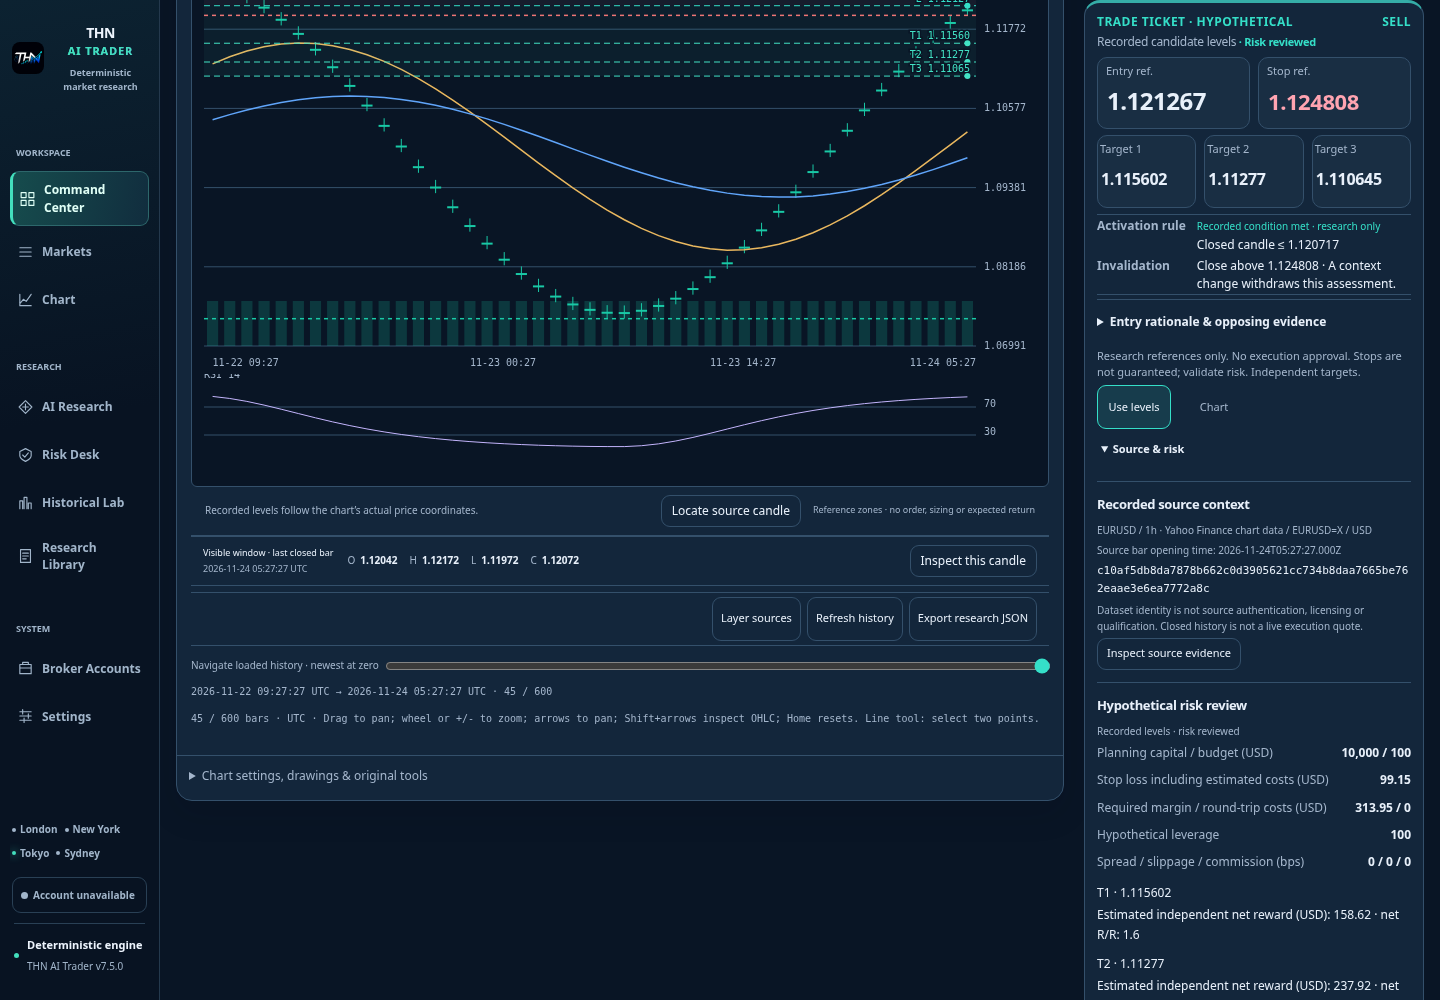 THN
AI TRADER
Deterministic
market research
WORKSPACE
Command
Center
Markets
Chart
RESEARCH
AI Research
Risk Desk
Historical Lab
Research
Library
SYSTEM
Broker Accounts
Settings
London New York
Tokyo Sydney
Account unavailable
Deterministic engine
THN AI Trader v7.5.0
1.11772
T1 1.11560
T2 1.11277
T3 1.11065
1.10577
1.09381
1.08186
1.06991
11-22 09:27 11-23 00:27 11-23 14:27 11-24 05:27
RSI 14
70
30
Recorded levels follow the chart's actual price coordinates.
Locate source candle
Reference zones · no order, sizing or expected return
Visible window · last closed bar
2026-11-24 05:27:27 UTC
O 1.12042 H 1.12172 L 1.11972 C 1.12072
Inspect this candle
Layer sources
Refresh history
Export research JSON
Navigate loaded history · newest at zero
2026-11-22 09:27:27 UTC → 2026-11-24 05:27:27 UTC · 45 / 600
45 / 600 bars · UTC · Drag to pan; wheel or +/- to zoom; arrows to pan; Shift+arrows inspect OHLC; Home resets. Line tool: select two points.
▶ Chart settings, drawings & original tools
TRADE TICKET · HYPOTHETICAL SELL
Recorded candidate levels · Risk reviewed
Entry ref.
1.121267
Stop ref.
1.124808
Target 1
1.115602
Target 2
1.11277
Target 3
1.110645
Activation rule Recorded condition met · research only
Closed candle ≤ 1.120717
Invalidation Close above 1.124808 · A context
change withdraws this assessment.
▶ Entry rationale & opposing evidence
Research references only. No execution approval. Stops are
not guaranteed; validate risk. Independent targets.
Use levels
Chart
▼ Source & risk
Recorded source context
EURUSD / 1h · Yahoo Finance chart data / EURUSD=X / USD
Source bar opening time: 2026-11-24T05:27:27.000Z
c10af5db8da7878b662c0d3905621cc734b8daa7665be76
2eaae3e6ea7772a8c
Dataset identity is not source authentication, licensing or
qualification. Closed history is not a live execution quote.
Inspect source evidence
Hypothetical risk review
Recorded levels · risk reviewed
Planning capital / budget (USD) 10,000 / 100
Stop loss including estimated costs (USD) 99.15
Required margin / round-trip costs (USD) 313.95 / 0
Hypothetical leverage 100
Spread / slippage / commission (bps) 0 / 0 / 0
T1 · 1.115602
Estimated independent net reward (USD): 158.62 · net
R/R: 1.6
T2 · 1.11277
Estimated independent net reward (USD): 237.92 · net